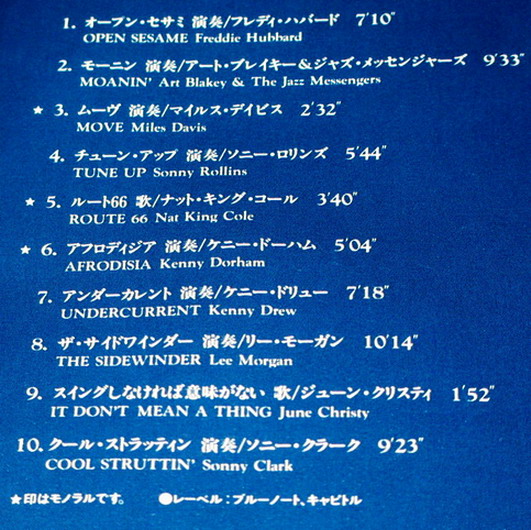 1. オープン・セサミ 演奏/フレディ・ハバード 7'10"
OPEN SESAME Freddie Hubbard
2. モーニン 演奏/アート・ブレイキー&ジャズ・メッセンジャーズ 9'33"
MOANIN' Art Blakey & The Jazz Messengers
★ 3. ムーヴ 演奏/マイルス・デイビス 2'32"
MOVE Miles Davis
4. チューン・アップ 演奏/ソニー・ロリンズ 5'44"
TUNE UP Sonny Rollins
★ 5. ルート66 歌/ナット・キング・コール 3'40"
ROUTE 66 Nat King Cole
★ 6. アフロディジア 演奏/ケニー・ドーハム 5'04"
AFRODISIA Kenny Dorham
7. アンダーカレント 演奏/ケニー・ドリュー 7'18"
UNDERCURRENT Kenny Drew
8. ザ・サイドワインダー 演奏/リー・モーガン 10'14"
THE SIDEWINDER Lee Morgan
9. スイングしなければ意味がない 歌/ジューン・クリスティ 1'52"
IT DON'T MEAN A THING June Christy
10. クール・ストラッティン 演奏/ソニー・クラーク 9'23"
COOL STRUTTIN' Sonny Clark
★印はモノラルです。 ●レーベル:ブルーノート、キャピトル